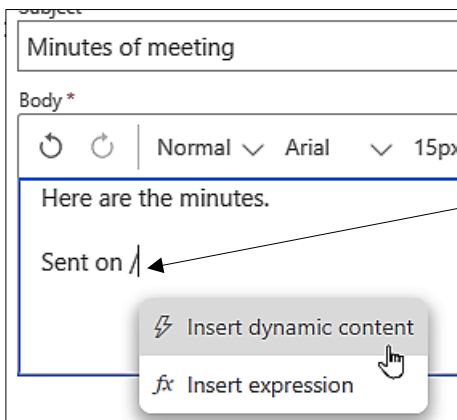 Subject
Minutes of meeting
Body *
Normal Arial 15px
Here are the minutes.
Sent on /
Insert dynamic content
fx Insert expression